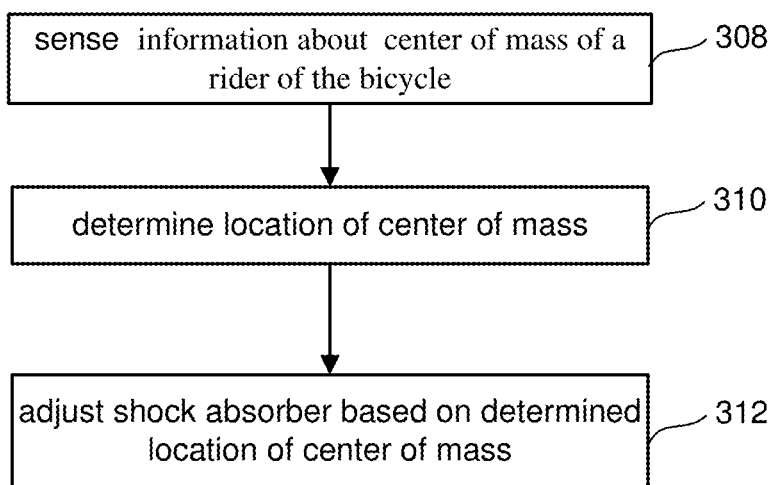 sense information about center of mass of a
rider of the bicycle
308
determine location of center of mass
310
adjust shock absorber based on determined
location of center of mass
312